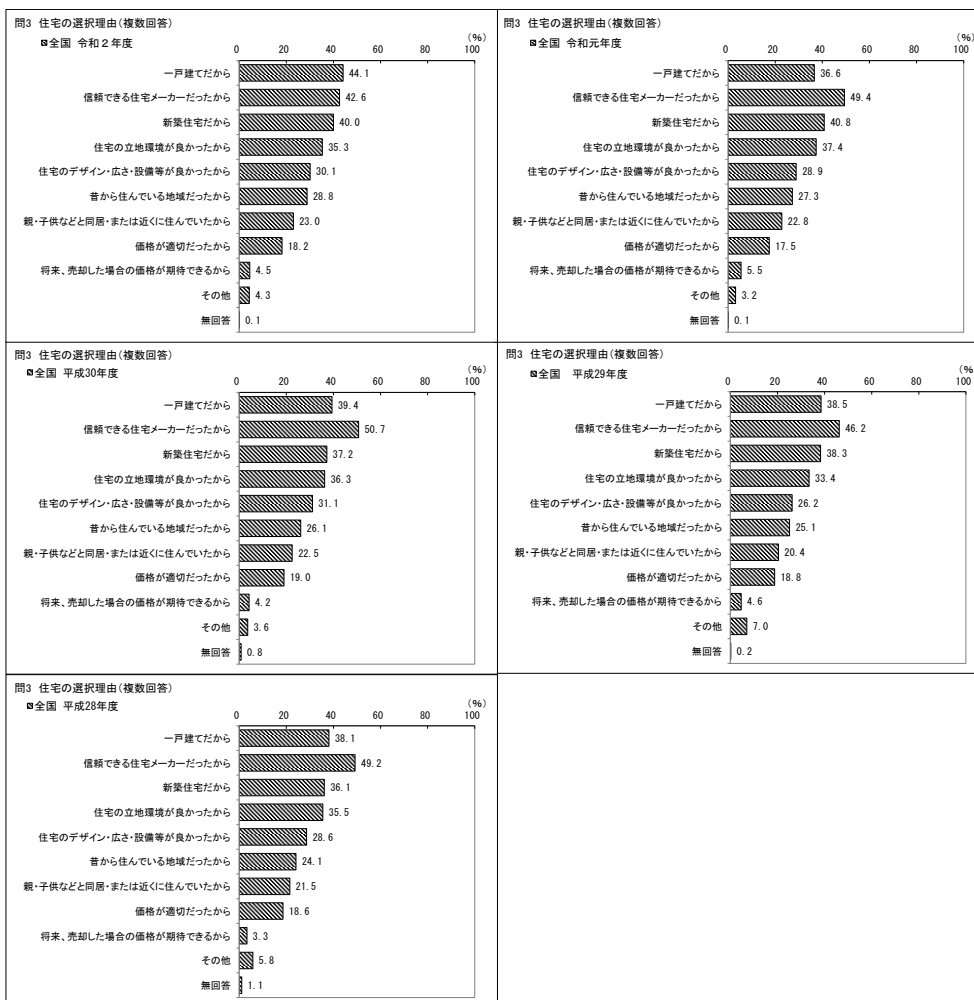 問3 住宅の選択理由(複数回答)
全国 令和2年度
(%)
0 20 40 60 80 100
一戸建てだから 44.1
信頼できる住宅メーカーだったから 42.6
新築住宅だから 40.0
住宅の立地環境が良かったから 35.3
住宅のデザイン・広さ・設備等が良かったから 30.1
昔から住んでいる地域だったから 28.8
親・子供などと同居・または近くに住んでいたから 23.0
価格が適切だったから 18.2
将来、売却した場合の価格が期待できるから 4.5
その他 4.3
無回答 0.1
問3 住宅の選択理由(複数回答)
全国 令和元年度
(%)
0 20 40 60 80 100
一戸建てだから 36.6
信頼できる住宅メーカーだったから 49.4
新築住宅だから 40.8
住宅の立地環境が良かったから 37.4
住宅のデザイン・広さ・設備等が良かったから 28.9
昔から住んでいる地域だったから 27.3
親・子供などと同居・または近くに住んでいたから 22.8
価格が適切だったから 17.5
将来、売却した場合の価格が期待できるから 5.5
その他 3.2
無回答 0.1
問3 住宅の選択理由(複数回答)
全国 平成30年度
(%)
0 20 40 60 80 100
一戸建てだから 39.4
信頼できる住宅メーカーだったから 50.7
新築住宅だから 37.2
住宅の立地環境が良かったから 36.3
住宅のデザイン・広さ・設備等が良かったから 31.1
昔から住んでいる地域だったから 26.1
親・子供などと同居・または近くに住んでいたから 22.5
価格が適切だったから 19.0
将来、売却した場合の価格が期待できるから 4.2
その他 3.6
無回答 0.8
問3 住宅の選択理由(複数回答)
全国 平成29年度
(%)
0 20 40 60 80 100
一戸建てだから 38.5
信頼できる住宅メーカーだったから 46.2
新築住宅だから 38.3
住宅の立地環境が良かったから 33.4
住宅のデザイン・広さ・設備等が良かったから 26.2
昔から住んでいる地域だったから 25.1
親・子供などと同居・または近くに住んでいたから 20.4
価格が適切だったから 18.8
将来、売却した場合の価格が期待できるから 4.6
その他 7.0
無回答 0.2
問3 住宅の選択理由(複数回答)
全国 平成28年度
(%)
0 20 40 60 80 100
一戸建てだから 38.1
信頼できる住宅メーカーだったから 49.2
新築住宅だから 36.1
住宅の立地環境が良かったから 35.5
住宅のデザイン・広さ・設備等が良かったから 28.6
昔から住んでいる地域だったから 24.1
親・子供などと同居・または近くに住んでいたから 21.5
価格が適切だったから 18.6
将来、売却した場合の価格が期待できるから 3.3
その他 5.8
無回答 1.1